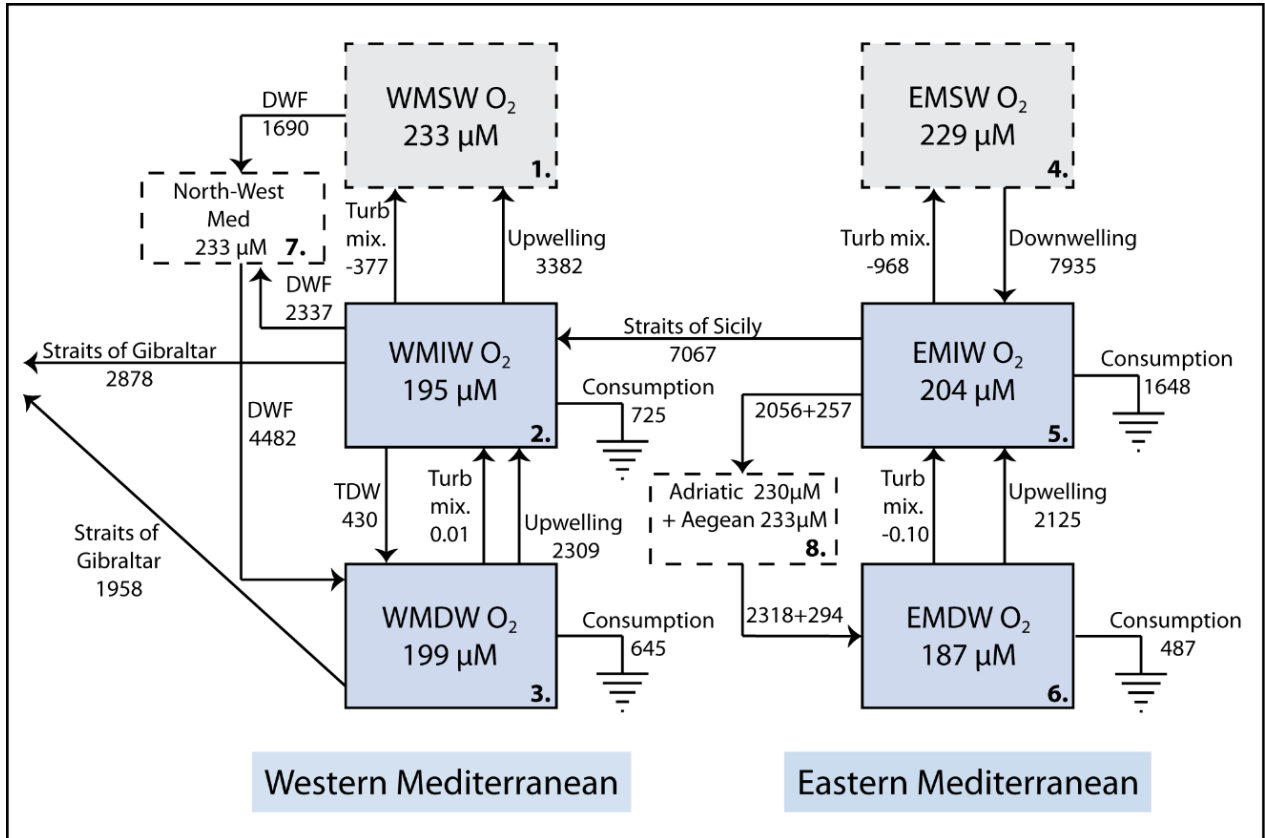 DWF
1690
WMSW O₂
233 µM
1.
EMSW O₂
229 µM
4.
North-West
Med
233 µM 7.
Turb
mix.
-377
Upwelling
3382
Turb mix.
-968
Downwelling
7935
DWF
2337
Straits of Gibraltar
2878
WMIW O₂
195 µM
2.
Straits of Sicily
7067
EMIW O₂
204 µM
5.
Consumption
725
Consumption
1648
DWF
4482
2056+257
TDW
430
Turb
mix.
0.01
Upwelling
2309
Adriatic 230µM
+ Aegean 233µM
8.
Turb
mix.
-0.10
Upwelling
2125
Straits of
Gibraltar
1958
WMDW O₂
199 µM
3.
Consumption
645
2318+294
EMDW O₂
187 µM
6.
Consumption
487
Western Mediterranean
Eastern Mediterranean